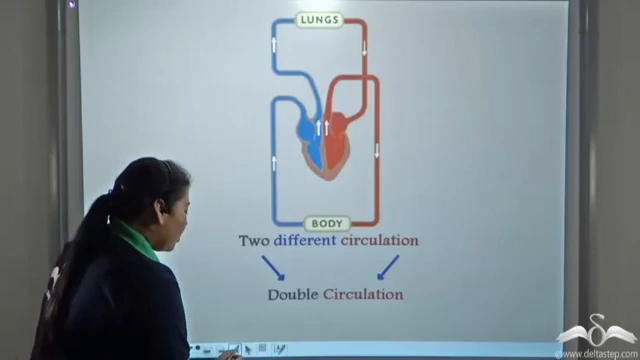 LUNGS
BODY
Two different circulation
Double Circulation
©www.deltastep.com